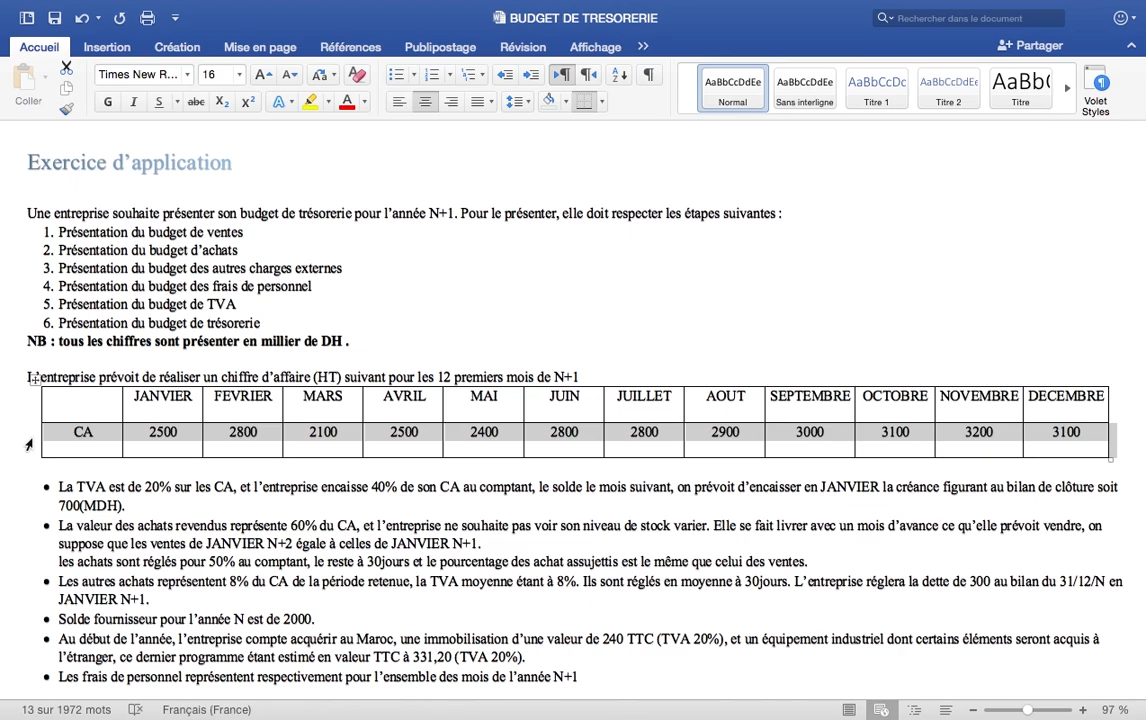 BUDGET DE TRESORERIE
Rechercher dans le document
Accueil Insertion Création Mise en page Références Publipostage Révision Affichage >> Partager
Coller
Times New R... 16
G I S abc X₂ X² A A
AaBbCcDdEe AaBbCcDdEe AaBbCcDc AaBbCcDdEe AaBb(
Normal Sans interligne Titre 1 Titre 2 Titre
Volet
Styles
Exercice d’application
Une entreprise souhaite présenter son budget de trésorerie pour l’année N+1. Pour le présenter, elle doit respecter les étapes suivantes :
1. Présentation du budget de ventes
2. Présentation du budget d’achats
3. Présentation du budget des autres charges externes
4. Présentation du budget des frais de personnel
5. Présentation du budget de TVA
6. Présentation du budget de trésorerie
NB : tous les chiffres sont présenter en millier de DH .
L’entreprise prévoit de réaliser un chiffre d’affaire (HT) suivant pour les 12 premiers mois de N+1
JANVIER FEVRIER MARS AVRIL MAI JUIN JUILLET AOUT SEPTEMBRE OCTOBRE NOVEMBRE DECEMBRE
CA 2500 2800 2100 2500 2400 2800 2800 2900 3000 3100 3200 3100
• La TVA est de 20% sur les CA, et l’entreprise encaisse 40% de son CA au comptant, le solde le mois suivant, on prévoit d’encaisser en JANVIER la créance figurant au bilan de clôture soit
700(MDH).
• La valeur des achats revendus représente 60% du CA, et l’entreprise ne souhaite pas voir son niveau de stock varier. Elle se fait livrer avec un mois d’avance ce qu’elle prévoit vendre, on
suppose que les ventes de JANVIER N+2 égale à celles de JANVIER N+1.
les achats sont réglés pour 50% au comptant, le reste à 30jours et le pourcentage des achat assujettis est le même que celui des ventes.
• Les autres achats représentent 8% du CA de la période retenue, la TVA moyenne étant à 8%. Ils sont réglés en moyenne à 30jours. L’entreprise réglera la dette de 300 au bilan du 31/12/N en
JANVIER N+1.
• Solde fournisseur pour l’année N est de 2000.
• Au début de l’année, l’entreprise compte acquérir au Maroc, une immobilisation d’une valeur de 240 TTC (TVA 20%), et un équipement industriel dont certains éléments seront acquis à
l’étranger, ce dernier programme étant estimé en valeur TTC à 331,20 (TVA 20%).
• Les frais de personnel représentent respectivement pour l’ensemble des mois de l’année N+1
13 sur 1972 mots Français (France) 97 %